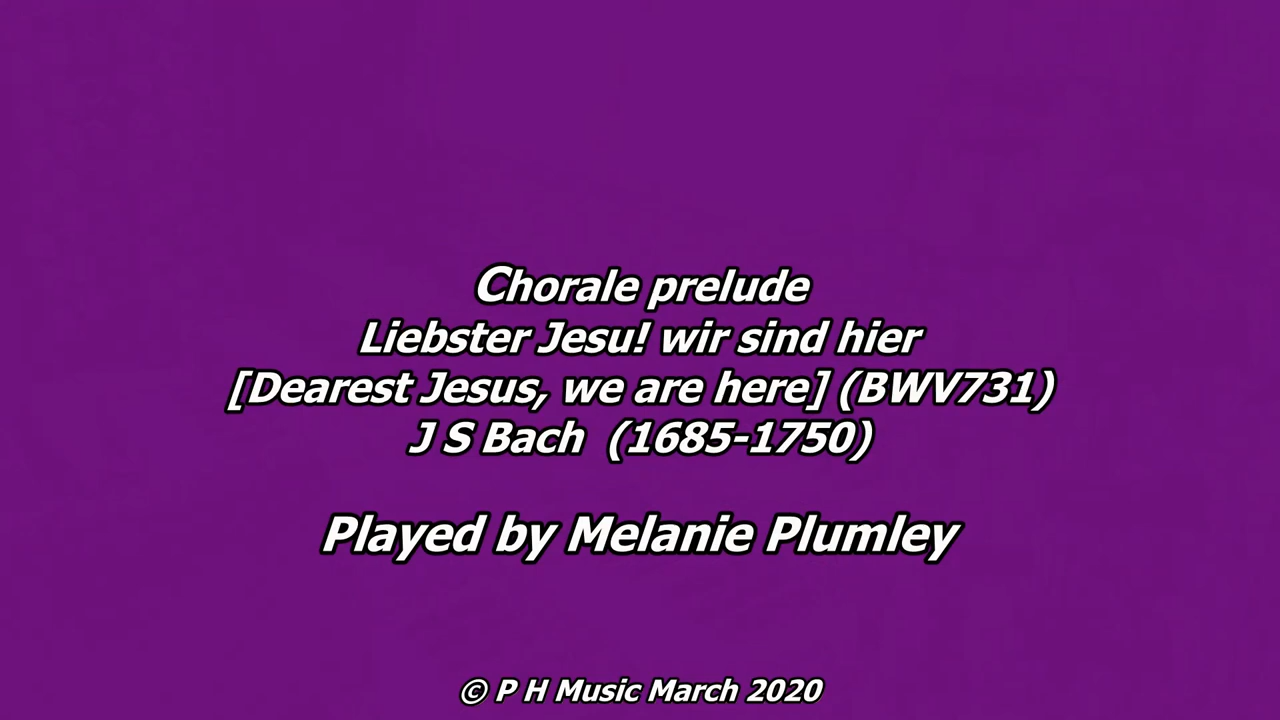 Chorale prelude
Liebster Jesu! wir sind hier
[Dearest Jesus, we are here] (BWV731)
J S Bach  (1685-1750)
Played by Melanie Plumley
© P H Music March 2020